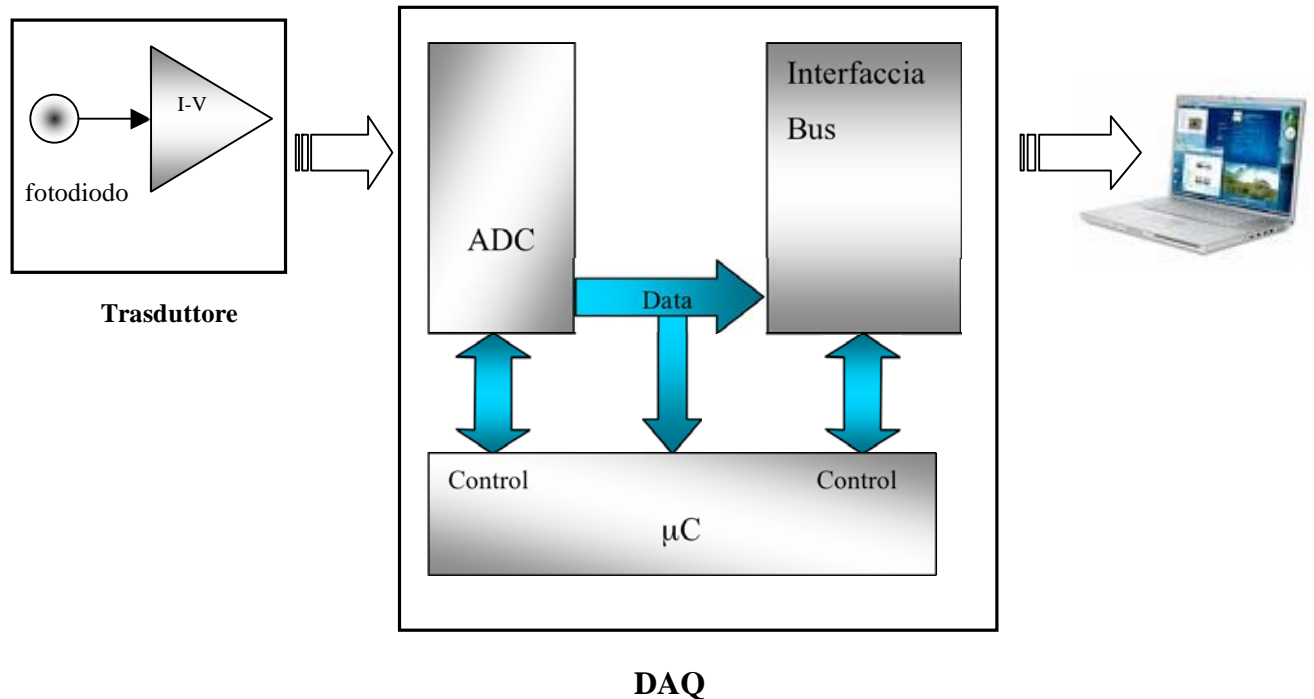 I-V
fotodiodo
Trasduttore
ADC
Interfaccia
Bus
Data
Control
Control
µC
DAQ